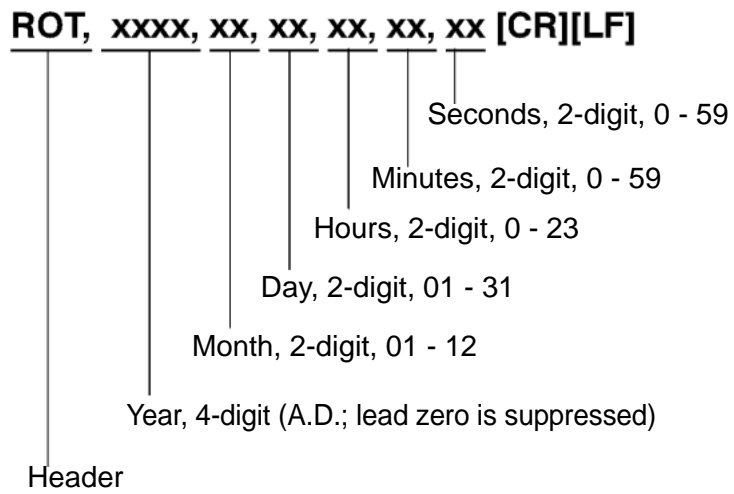 ROT, xxxx, xx, xx, xx, xx, xx [CR][LF]
Seconds, 2-digit, 0 - 59
Minutes, 2-digit, 0 - 59
Hours, 2-digit, 0 - 23
Day, 2-digit, 01 - 31
Month, 2-digit, 01 - 12
Year, 4-digit (A.D.; lead zero is suppressed)
Header